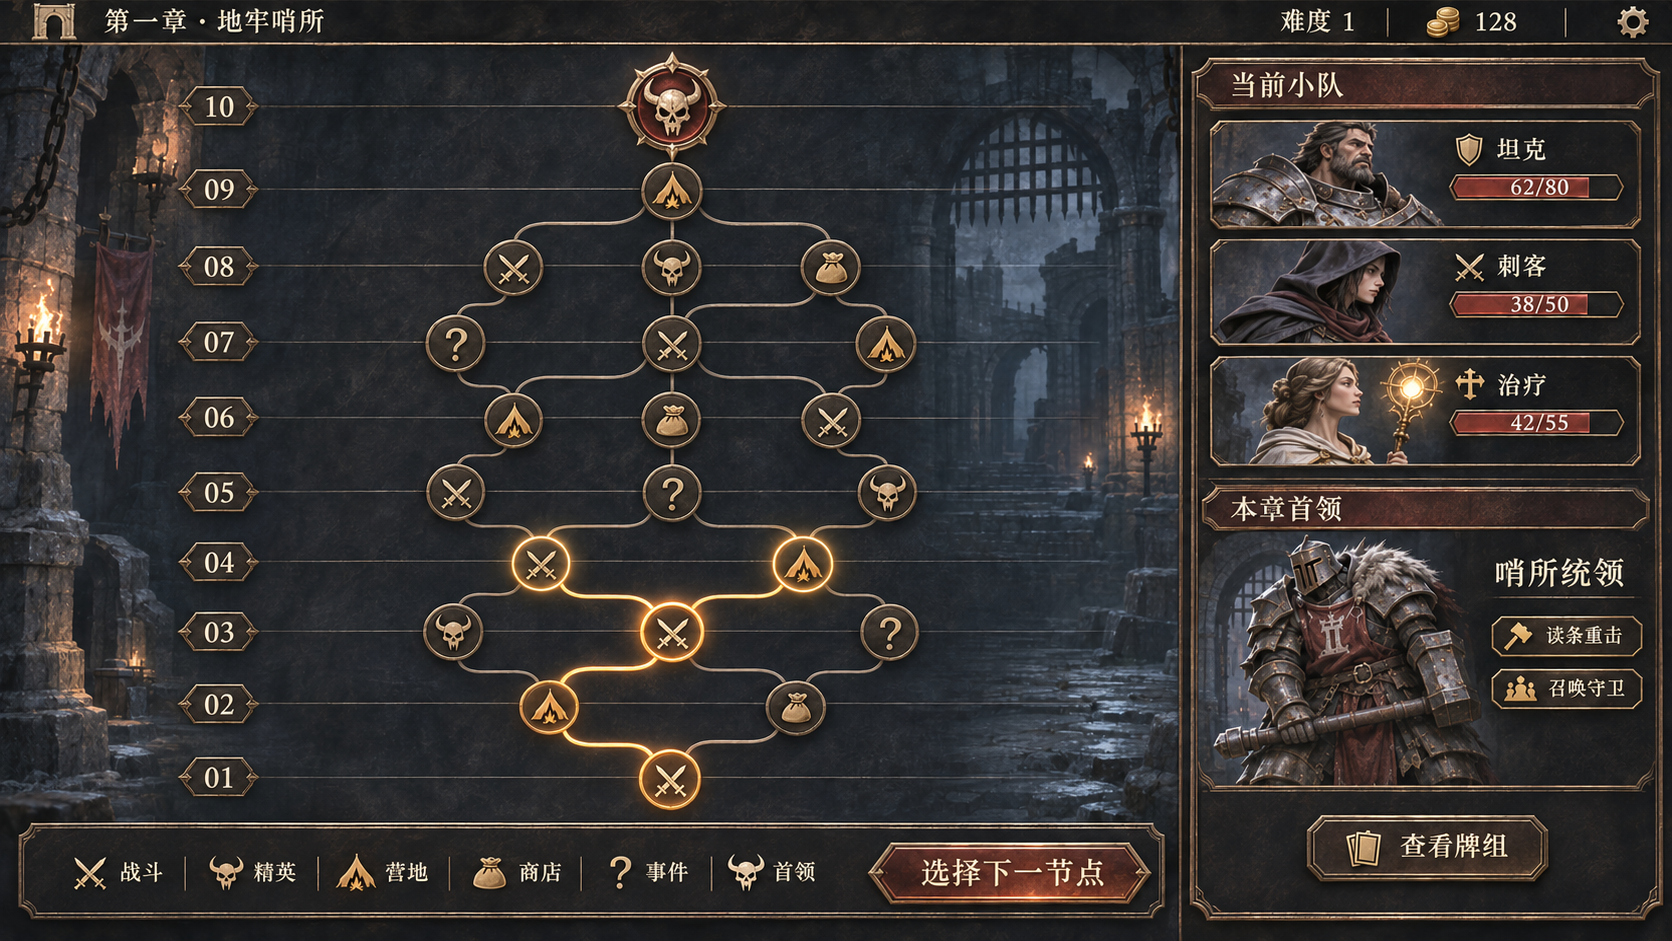 第一章·地牢哨所
难度 1
128
10
09
08
07
?
06
05
?
04
03
?
02
01
战斗
精英
营地
商店
?
事件
首领
选择下一节点
当前小队
坦克
62/80
刺客
38/50
治疗
42/55
本章首领
哨所统领
读条重击
召唤守卫
查看牌组